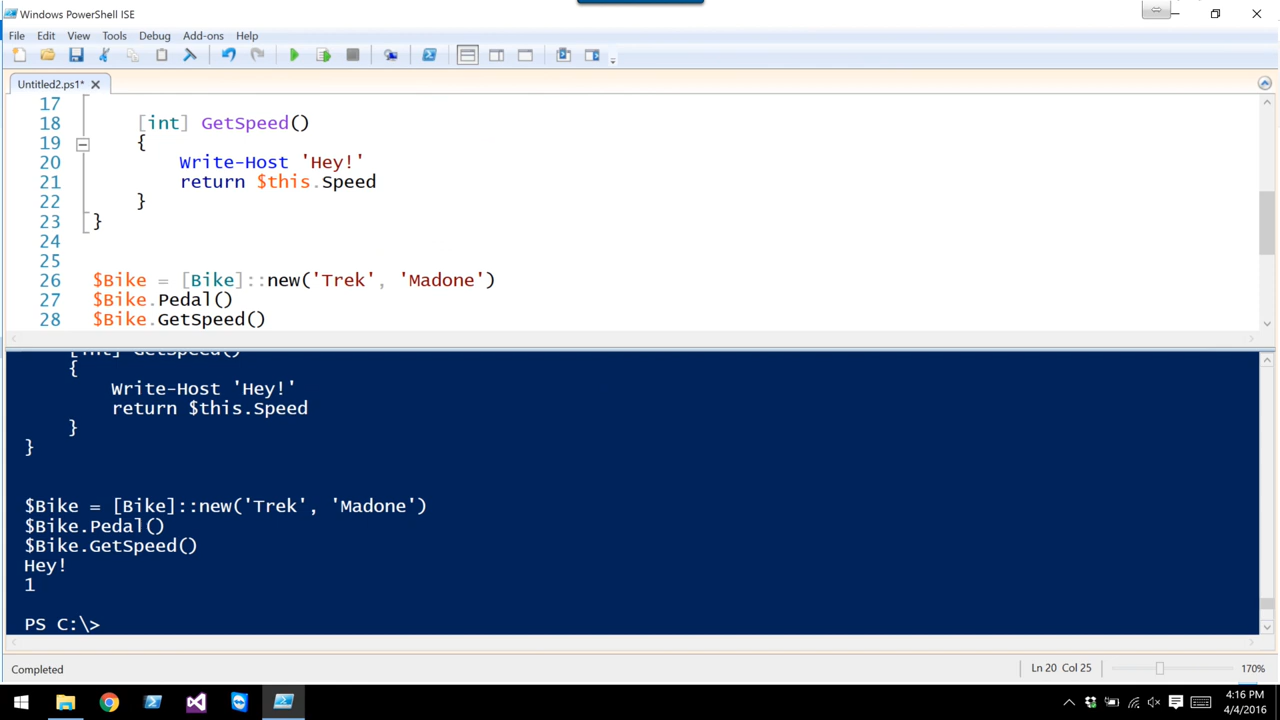 Windows PowerShell ISE
File Edit View Tools Debug Add-ons Help
Untitled2.ps1*
17
18 [int] GetSpeed()
19 {
20 Write-Host 'Hey!'
21 return $this.Speed
22 }
23 }
24
25
26 $Bike = [Bike]::new('Trek', 'Madone')
27 $Bike.Pedal()
28 $Bike.GetSpeed()
[int] GetSpeed()
{
Write-Host 'Hey!'
return $this.Speed
}
}
$Bike = [Bike]::new('Trek', 'Madone')
$Bike.Pedal()
$Bike.GetSpeed()
Hey!
1
PS C:\>
Completed Ln 20 Col 25 170%
4:16 PM
4/4/2016